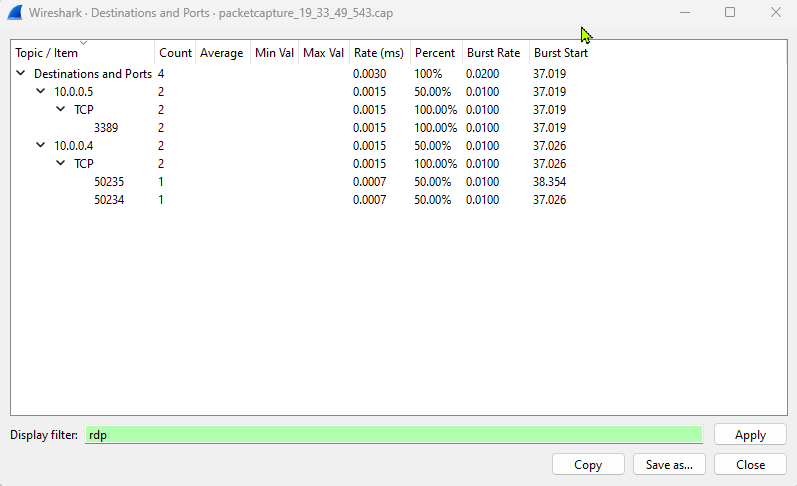 Wireshark · Destinations and Ports · packetcapture_19_33_49_543.cap
Topic / Item Count Average Min Val Max Val Rate (ms) Percent Burst Rate Burst Start
Destinations and Ports 4 0.0030 100% 0.0200 37.019
10.0.0.5 2 0.0015 50.00% 0.0100 37.019
TCP 2 0.0015 100.00% 0.0100 37.019
3389 2 0.0015 100.00% 0.0100 37.019
10.0.0.4 2 0.0015 50.00% 0.0100 37.026
TCP 2 0.0015 100.00% 0.0100 37.026
50235 1 0.0007 50.00% 0.0100 38.354
50234 1 0.0007 50.00% 0.0100 37.026
Display filter: rdp Apply
Copy Save as... Close